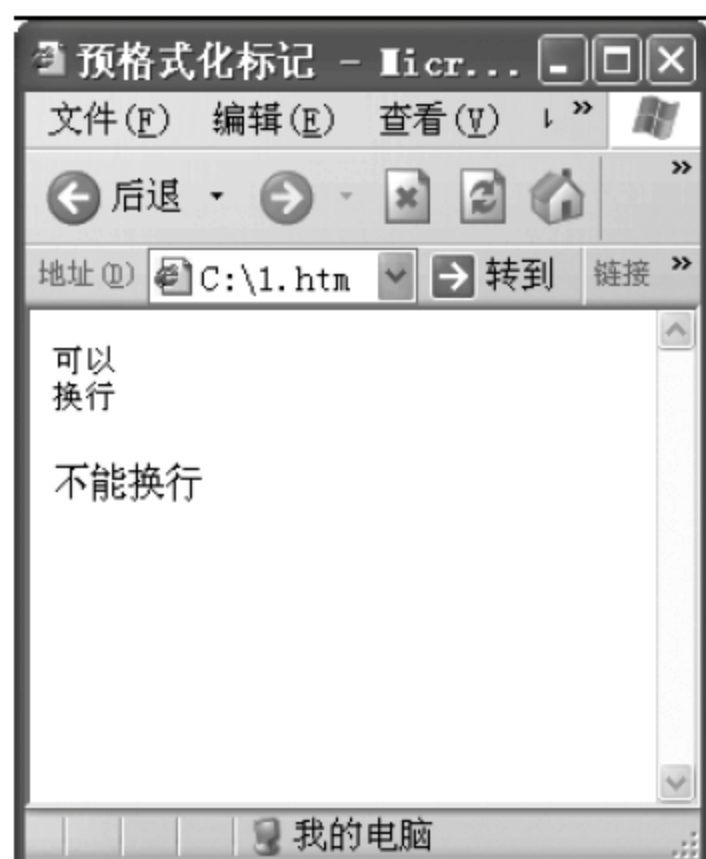 预格式化标记 - Micr...
文件(F) 编辑(E) 查看(V) »
后退 »
地址(D) C:\1.htm 转到 链接 »
可以
换行
不能换行
我的电脑